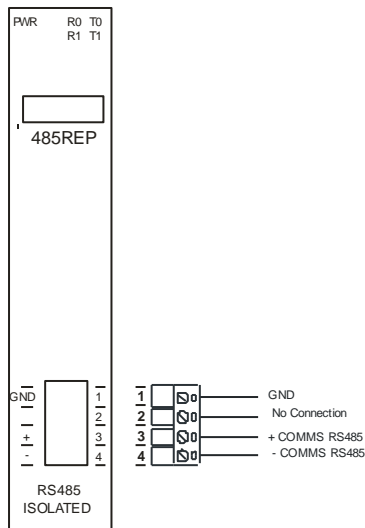 PWR R0 T0
R1 T1
485REP
GND 1
2
+ 3
- 4
RS485
ISOLATED
1 GND
2 No Connection
3 + COMMS RS485
4 - COMMS RS485